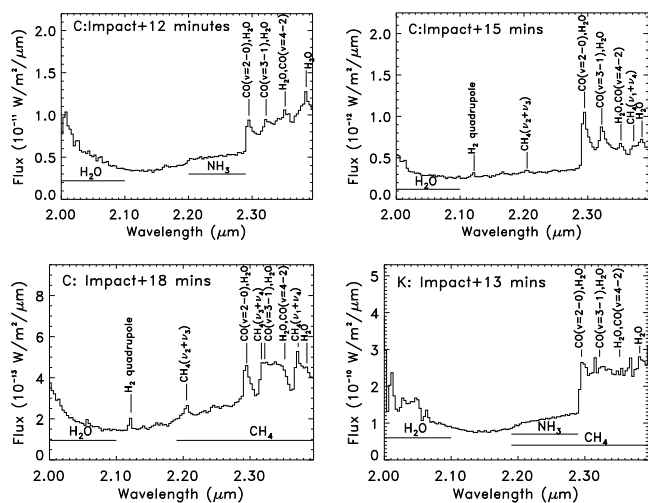 C:Impact+12 minutes
Flux (10⁻¹¹ W/m²/μm)
2.0
1.5
1.0
0.5
0.0
CO(v=2-0),H₂O
CO(v=3-1),H₂O
H₂O,CO(v=4-2)
H₂O
H₂O
NH₃
2.00 2.10 2.20 2.30
Wavelength (μm)
C:Impact+15 mins
Flux (10⁻¹² W/m²/μm)
2.0
1.5
1.0
0.5
0.0
H₂ quadrupole
CH₄(ν₂+ν₃)
CO(v=2-0),H₂O
CO(v=3-1),H₂O
H₂O,CO(v=4-2)
CH₄(ν₁+ν₄)
H₂O
H₂O
2.00 2.10 2.20 2.30
Wavelength (μm)
C: Impact+18 mins
Flux (10⁻¹³ W/m²/μm)
8
6
4
2
0
H₂ quadrupole
CH₄(ν₂+ν₃)
CO(v=2-0),H₂O
CH₄(ν₃+ν₄)
CO(v=3-1),H₂O
H₂O,CO(v=4-2)
CH₄(ν₁+ν₄)
H₂O
H₂O
CH₄
2.00 2.10 2.20 2.30
Wavelength (μm)
K: Impact+13 mins
Flux (10⁻¹⁰ W/m²/μm)
5
4
3
2
1
0
CO(v=2-0),H₂O
CO(v=3-1),H₂O
H₂O,CO(v=4-2)
H₂O
H₂O
NH₃
CH₄
2.00 2.10 2.20 2.30
Wavelength (μm)